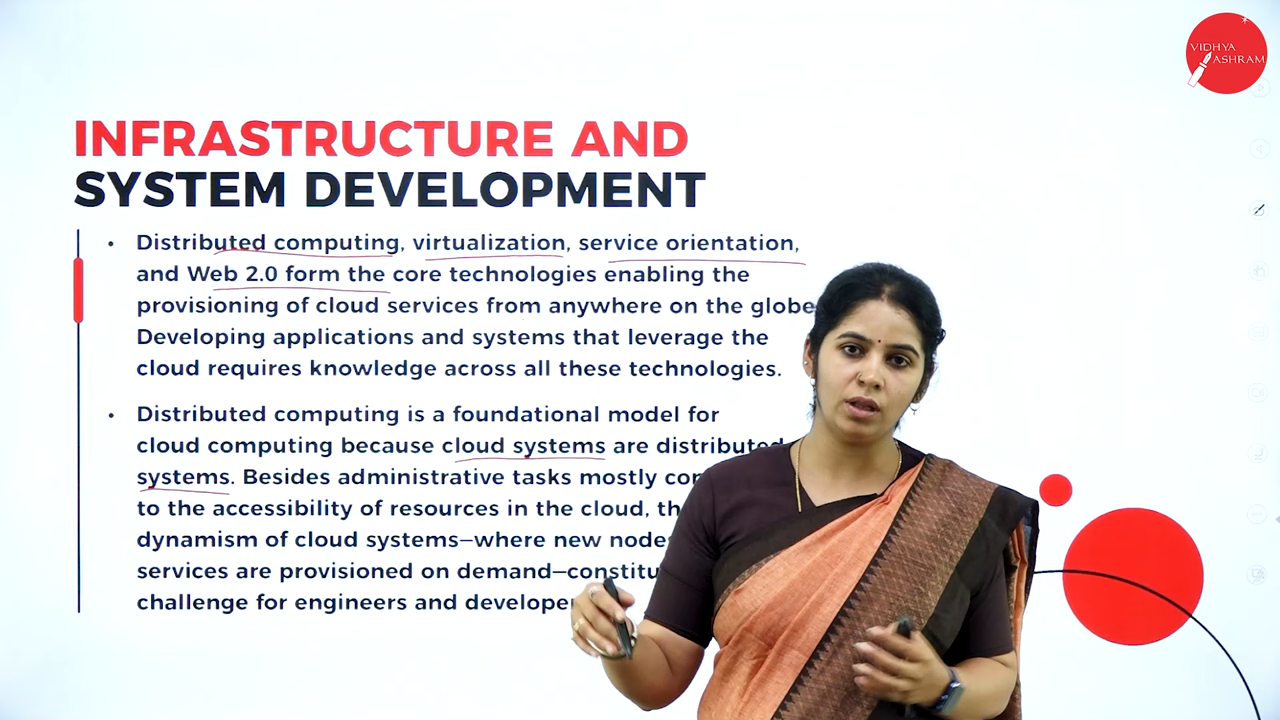 VIDHYA
ASHRAM
INFRASTRUCTURE AND
SYSTEM DEVELOPMENT
• Distributed computing, virtualization, service orientation,
and Web 2.0 form the core technologies enabling the
provisioning of cloud services from anywhere on the globe
Developing applications and systems that leverage the
cloud requires knowledge across all these technologies.
• Distributed computing is a foundational model for
cloud computing because cloud systems are distributed
systems. Besides administrative tasks mostly
to the accessibility of resources in the cloud,
dynamism of cloud systems—where new
services are provisioned on demand—
challenge for engineers and